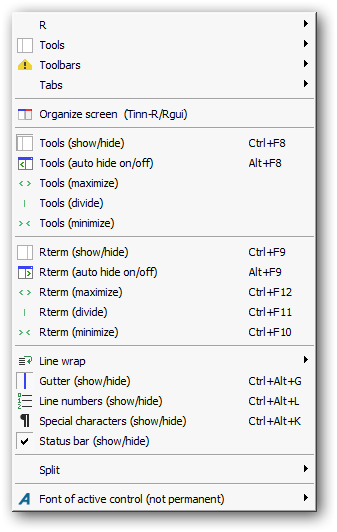 R
Tools
Toolbars
Tabs
Organize screen  (Tinn-R/Rgui)
Tools (show/hide) Ctrl+F8
Tools (auto hide on/off) Alt+F8
Tools (maximize)
Tools (divide)
Tools (minimize)
Rterm (show/hide) Ctrl+F9
Rterm (auto hide on/off) Alt+F9
Rterm (maximize) Ctrl+F12
Rterm (divide) Ctrl+F11
Rterm (minimize) Ctrl+F10
Line wrap
Gutter (show/hide) Ctrl+Alt+G
Line numbers (show/hide) Ctrl+Alt+L
Special characters (show/hide) Ctrl+Alt+K
Status bar (show/hide)
Split
Font of active control (not permanent)